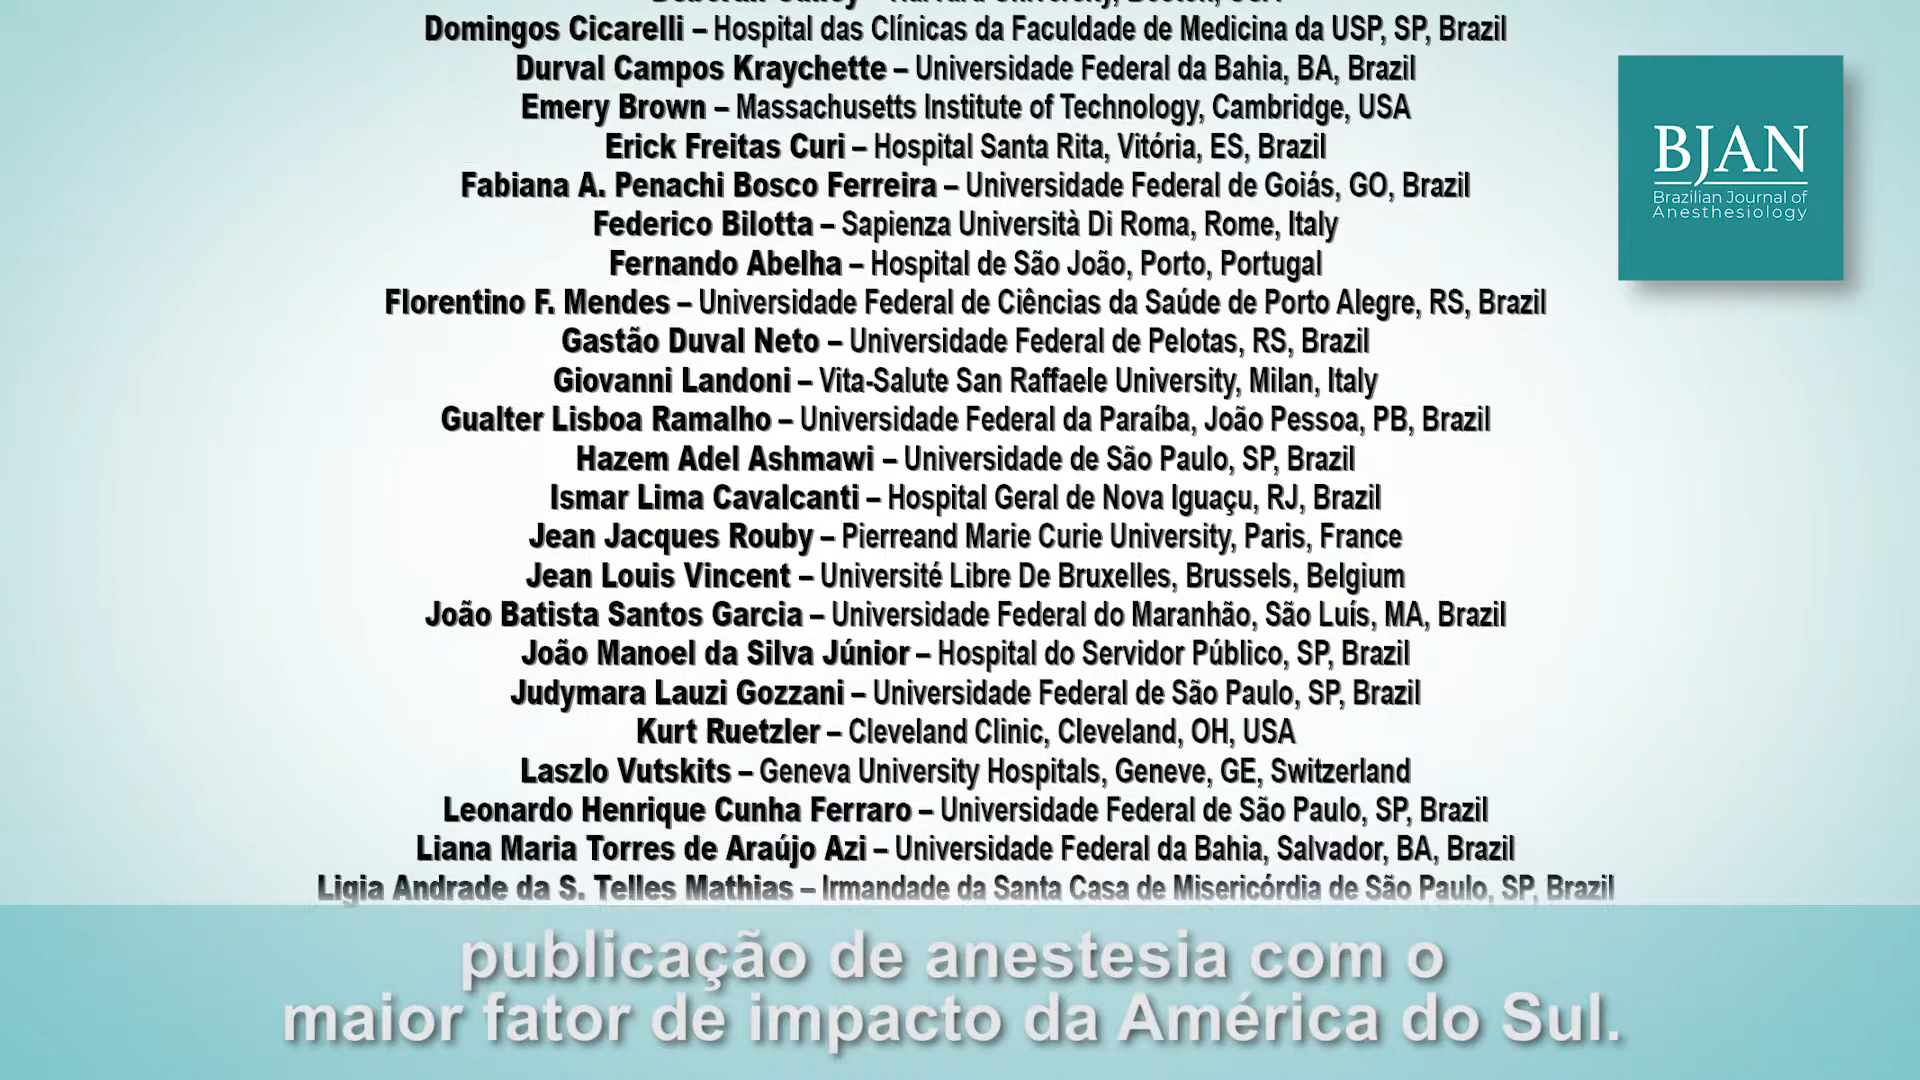 Domingos Cicarelli – Hospital das Clínicas da Faculdade de Medicina da USP, SP, Brazil
Durval Campos Kraychette – Universidade Federal da Bahia, BA, Brazil
Emery Brown – Massachusetts Institute of Technology, Cambridge, USA
Erick Freitas Curi – Hospital Santa Rita, Vitória, ES, Brazil
Fabiana A. Penachi Bosco Ferreira – Universidade Federal de Goiás, GO, Brazil
Federico Bilotta – Sapienza Università Di Roma, Rome, Italy
Fernando Abelha – Hospital de São João, Porto, Portugal
Florentino F. Mendes – Universidade Federal de Ciências da Saúde de Porto Alegre, RS, Brazil
Gastão Duval Neto – Universidade Federal de Pelotas, RS, Brazil
Giovanni Landoni – Vita-Salute San Raffaele University, Milan, Italy
Gualter Lisboa Ramalho – Universidade Federal da Paraíba, João Pessoa, PB, Brazil
Hazem Adel Ashmawi – Universidade de São Paulo, SP, Brazil
Ismar Lima Cavalcanti – Hospital Geral de Nova Iguaçu, RJ, Brazil
Jean Jacques Rouby – Pierreand Marie Curie University, Paris, France
Jean Louis Vincent – Université Libre De Bruxelles, Brussels, Belgium
João Batista Santos Garcia – Universidade Federal do Maranhão, São Luís, MA, Brazil
João Manoel da Silva Júnior – Hospital do Servidor Público, SP, Brazil
Judymara Lauzi Gozzani – Universidade Federal de São Paulo, SP, Brazil
Kurt Ruetzler – Cleveland Clinic, Cleveland, OH, USA
Laszlo Vutskits – Geneva University Hospitals, Geneve, GE, Switzerland
Leonardo Henrique Cunha Ferraro – Universidade Federal de São Paulo, SP, Brazil
Liana Maria Torres de Araújo Azi – Universidade Federal da Bahia, Salvador, BA, Brazil
Ligia Andrade da S. Telles Mathias – Irmandade da Santa Casa de Misericórdia de São Paulo, SP, Brazil
BJAN
Brazilian Journal of
Anesthesiology
publicação de anestesia com o
maior fator de impacto da América do Sul.